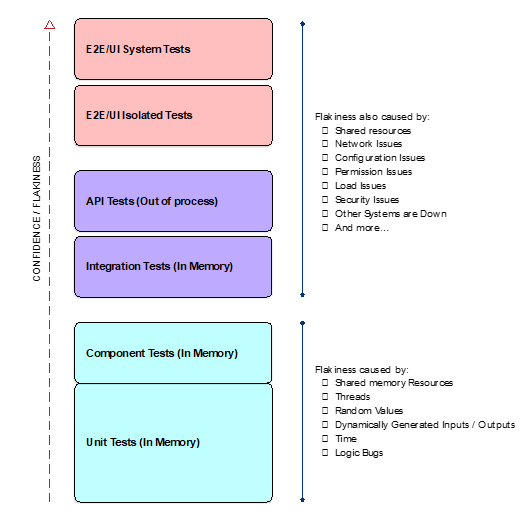 E2E/UI System Tests
E2E/UI Isolated Tests
API Tests (Out of process)
Integration Tests (In Memory)
Component Tests (In Memory)
Unit Tests (In Memory)
CONFIDENCE / FLAKINESS
Flakiness also caused by:
Shared resources
Network Issues
Configuration Issues
Permission Issues
Load Issues
Security Issues
Other Systems are Down
And more...
Flakiness caused by:
Shared memory Resources
Threads
Random Values
Dynamically Generated Inputs / Outputs
Time
Logic Bugs